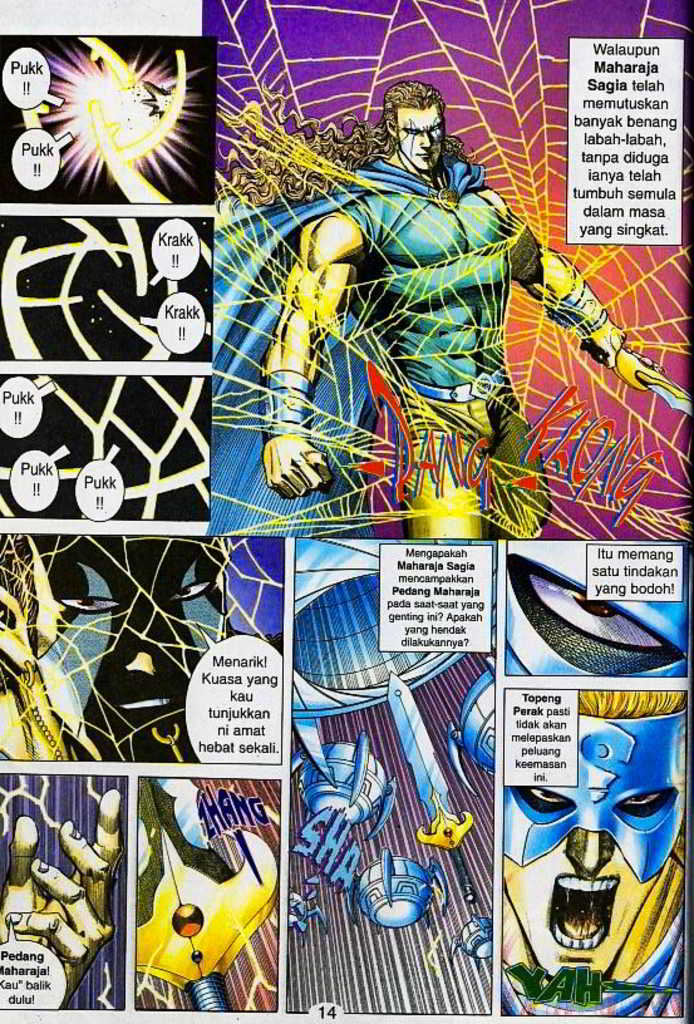 Pukk
!!
Pukk
!!
Krakk
!!
Krakk
!!
Pukk
!!
Pukk
!!
Pukk
!!
Walaupun
Maharaja
Sagia telah
memutuskan
banyak benang
labah-labah,
tanpa diduga
ianya telah
tumbuh semula
dalam masa
yang singkat.
PANG
KLONG
Menarik!
Kuasa yang
kau
tunjukkan
ni amat
hebat sekali.
Mengapakah
Maharaja Sagia
mencampakkan
Pedang Maharaja
pada saat-saat yang
genting ini? Apakah
yang hendak
dilakukannya?
Itu memang
satu tindakan
yang bodoh!
Topeng
Perak pasti
tidak akan
melepaskan
peluang
keemasan
ini.
Pedang
Maharaja!
Kau" balik
dulu!
ZHANG
SHA
YAH
14